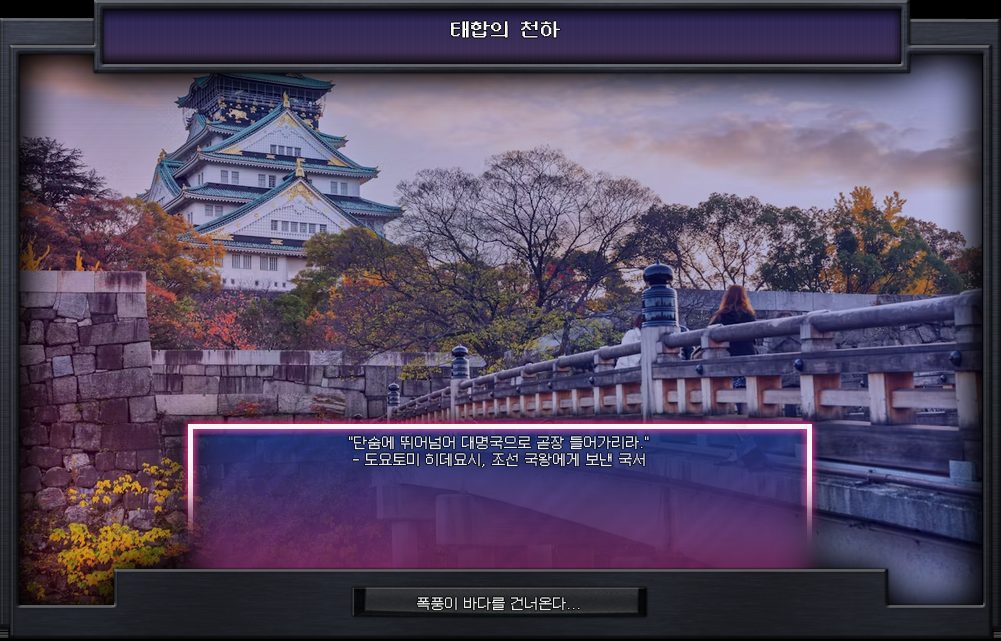 태합의 천하
"단숨에 뛰어넘어 대명국으로 곧장 들어가리라."
- 도요토미 히데요시, 조선 국왕에게 보낸 국서
폭풍이 바다를 건너온다...